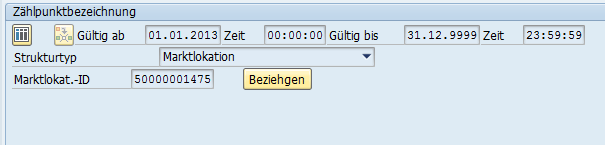 Zählpunktbezeichnung
Gültig ab 01.01.2013 Zeit 00:00:00 Gültig bis 31.12.9999 Zeit 23:59:59
Strukturtyp Marktlokation
Marktlokat.-ID 50000001475 Beziehgen